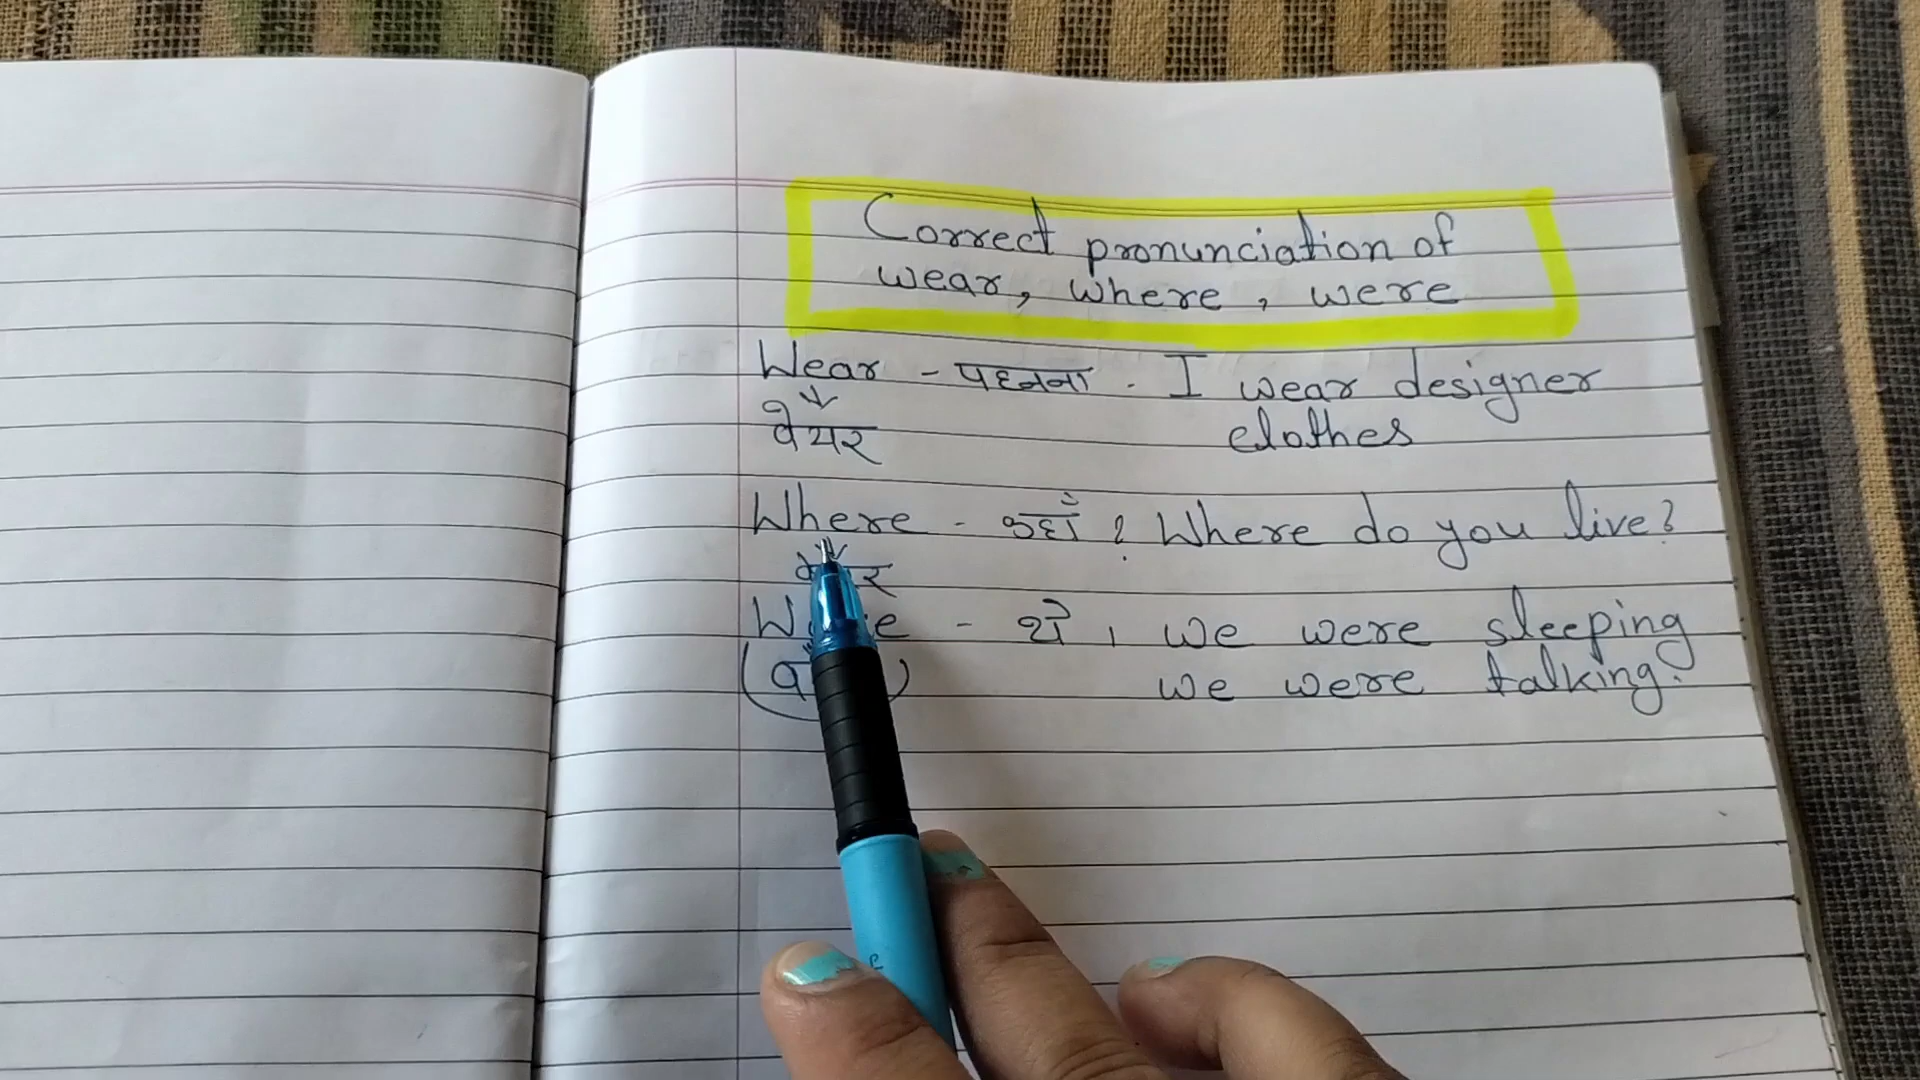 Correct pronunciation of
wear, where, were
Wear - पहनना - I wear designer
clothes
वेयर
Where - कहाँ ? Where do you live?
- थे, we were sleeping
we were talking.